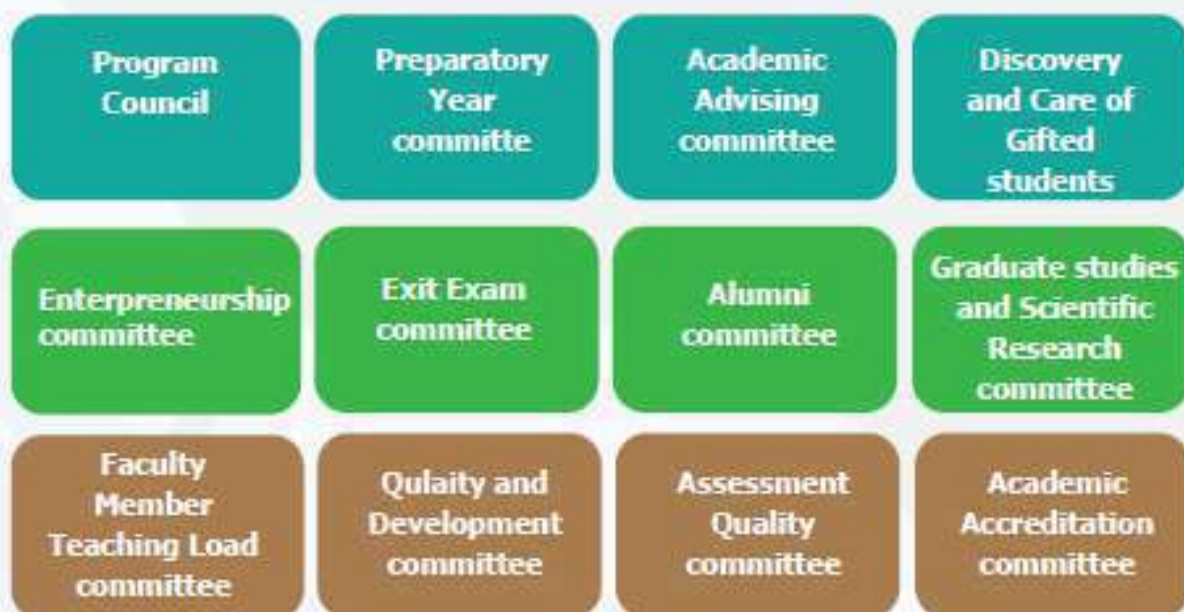 Program
Council
Preparatory
Year
committe
Academic
Advising
committee
Discovery
and Care of
Gifted
students
Enterpreneurship
committee
Exit Exam
committee
Alumni
committee
Graduate studies
and Scientific
Research
committee
Faculty
Member
Teaching Load
committee
Qulaity and
Development
committee
Assessment
Quality
committee
Academic
Accreditation
committee